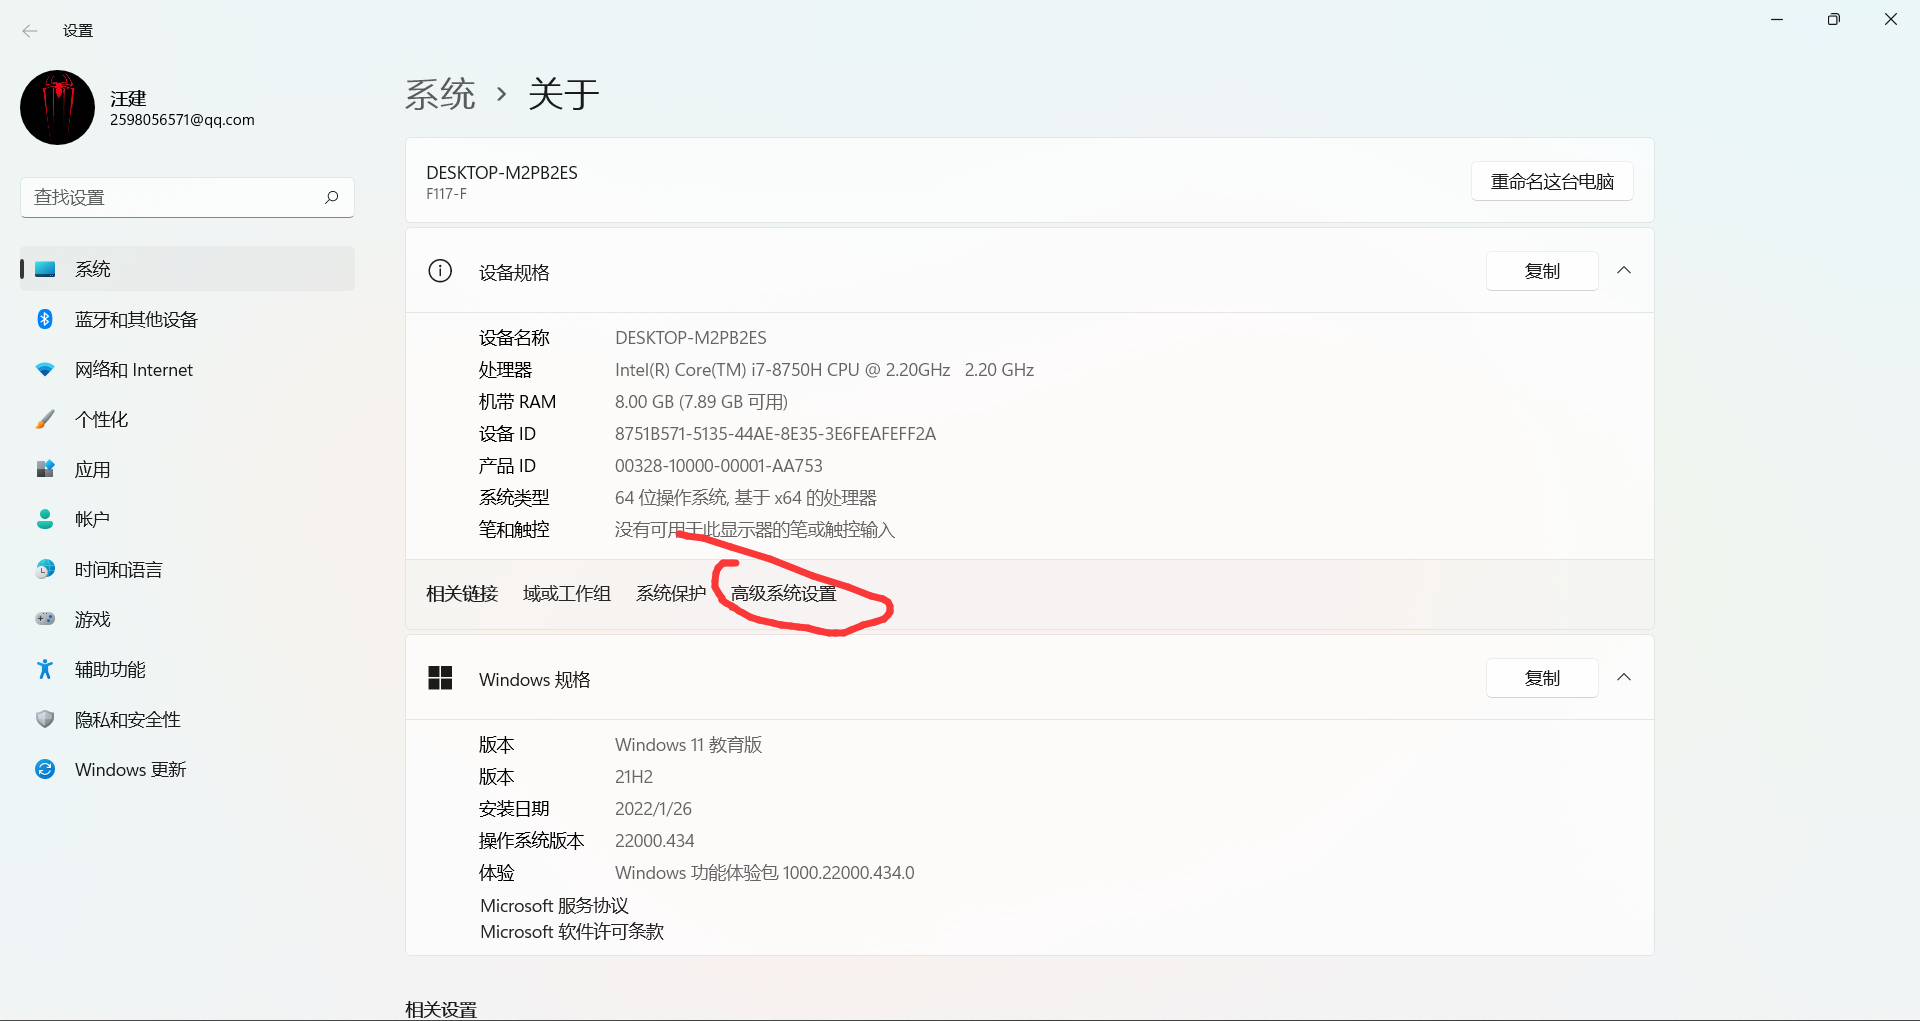 设置
汪建
2598056571@qq.com
查找设置
系统
蓝牙和其他设备
网络和 Internet
个性化
应用
帐户
时间和语言
游戏
辅助功能
隐私和安全性
Windows 更新
系统 › 关于
DESKTOP-M2PB2ES
F117-F
重命名这台电脑
设备规格
复制
设备名称 DESKTOP-M2PB2ES
处理器 Intel(R) Core(TM) i7-8750H CPU @ 2.20GHz 2.20 GHz
机带 RAM 8.00 GB (7.89 GB 可用)
设备 ID 8751B571-5135-44AE-8E35-3E6FEAFEFF2A
产品 ID 00328-10000-00001-AA753
系统类型 64 位操作系统, 基于 x64 的处理器
笔和触控 没有可用于此显示器的笔或触控输入
相关链接 域或工作组 系统保护 高级系统设置
Windows 规格
复制
版本 Windows 11 教育版
版本 21H2
安装日期 2022/1/26
操作系统版本 22000.434
体验 Windows 功能体验包 1000.22000.434.0
Microsoft 服务协议
Microsoft 软件许可条款
相关设置